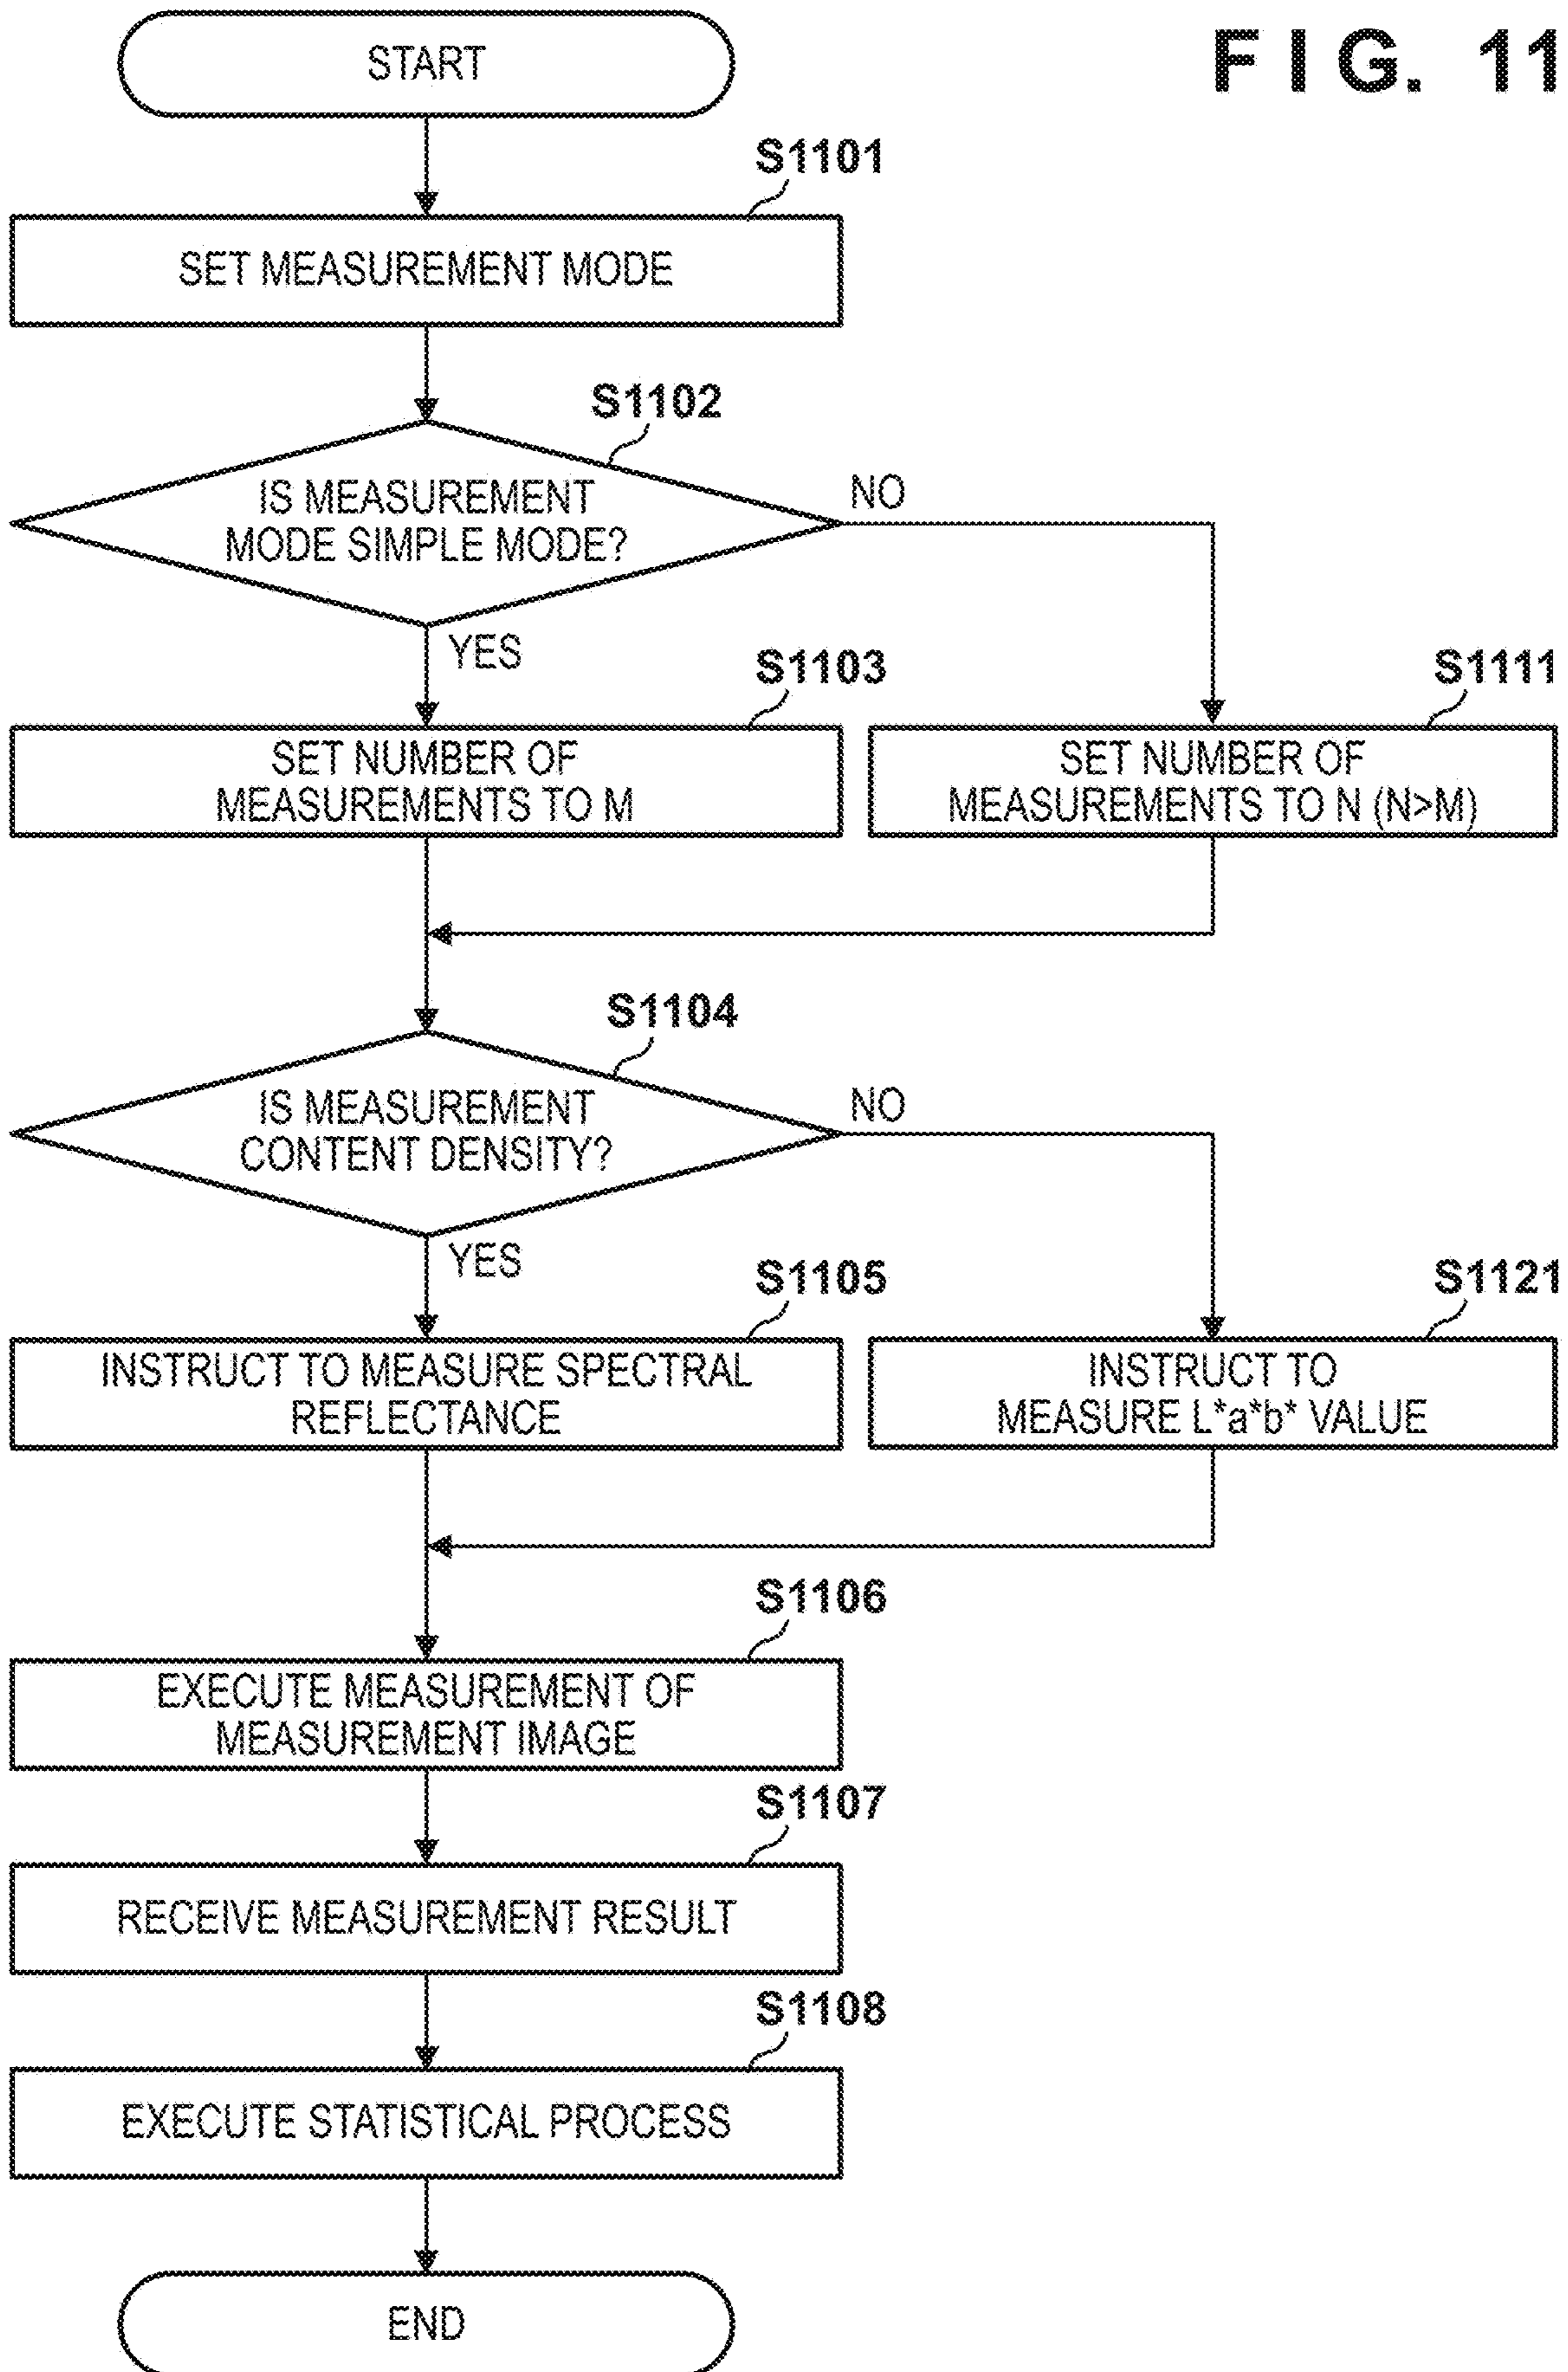 FIG. 11
START
S1101
SET MEASUREMENT MODE
S1102
IS MEASUREMENT
MODE SIMPLE MODE?
NO
YES
S1103
SET NUMBER OF
MEASUREMENTS TO M
S1111
SET NUMBER OF
MEASUREMENTS TO N (N>M)
S1104
IS MEASUREMENT
CONTENT DENSITY?
NO
YES
S1105
INSTRUCT TO MEASURE SPECTRAL
REFLECTANCE
S1121
INSTRUCT TO
MEASURE L*a*b* VALUE
S1106
EXECUTE MEASUREMENT OF
MEASUREMENT IMAGE
S1107
RECEIVE MEASUREMENT RESULT
S1108
EXECUTE STATISTICAL PROCESS
END